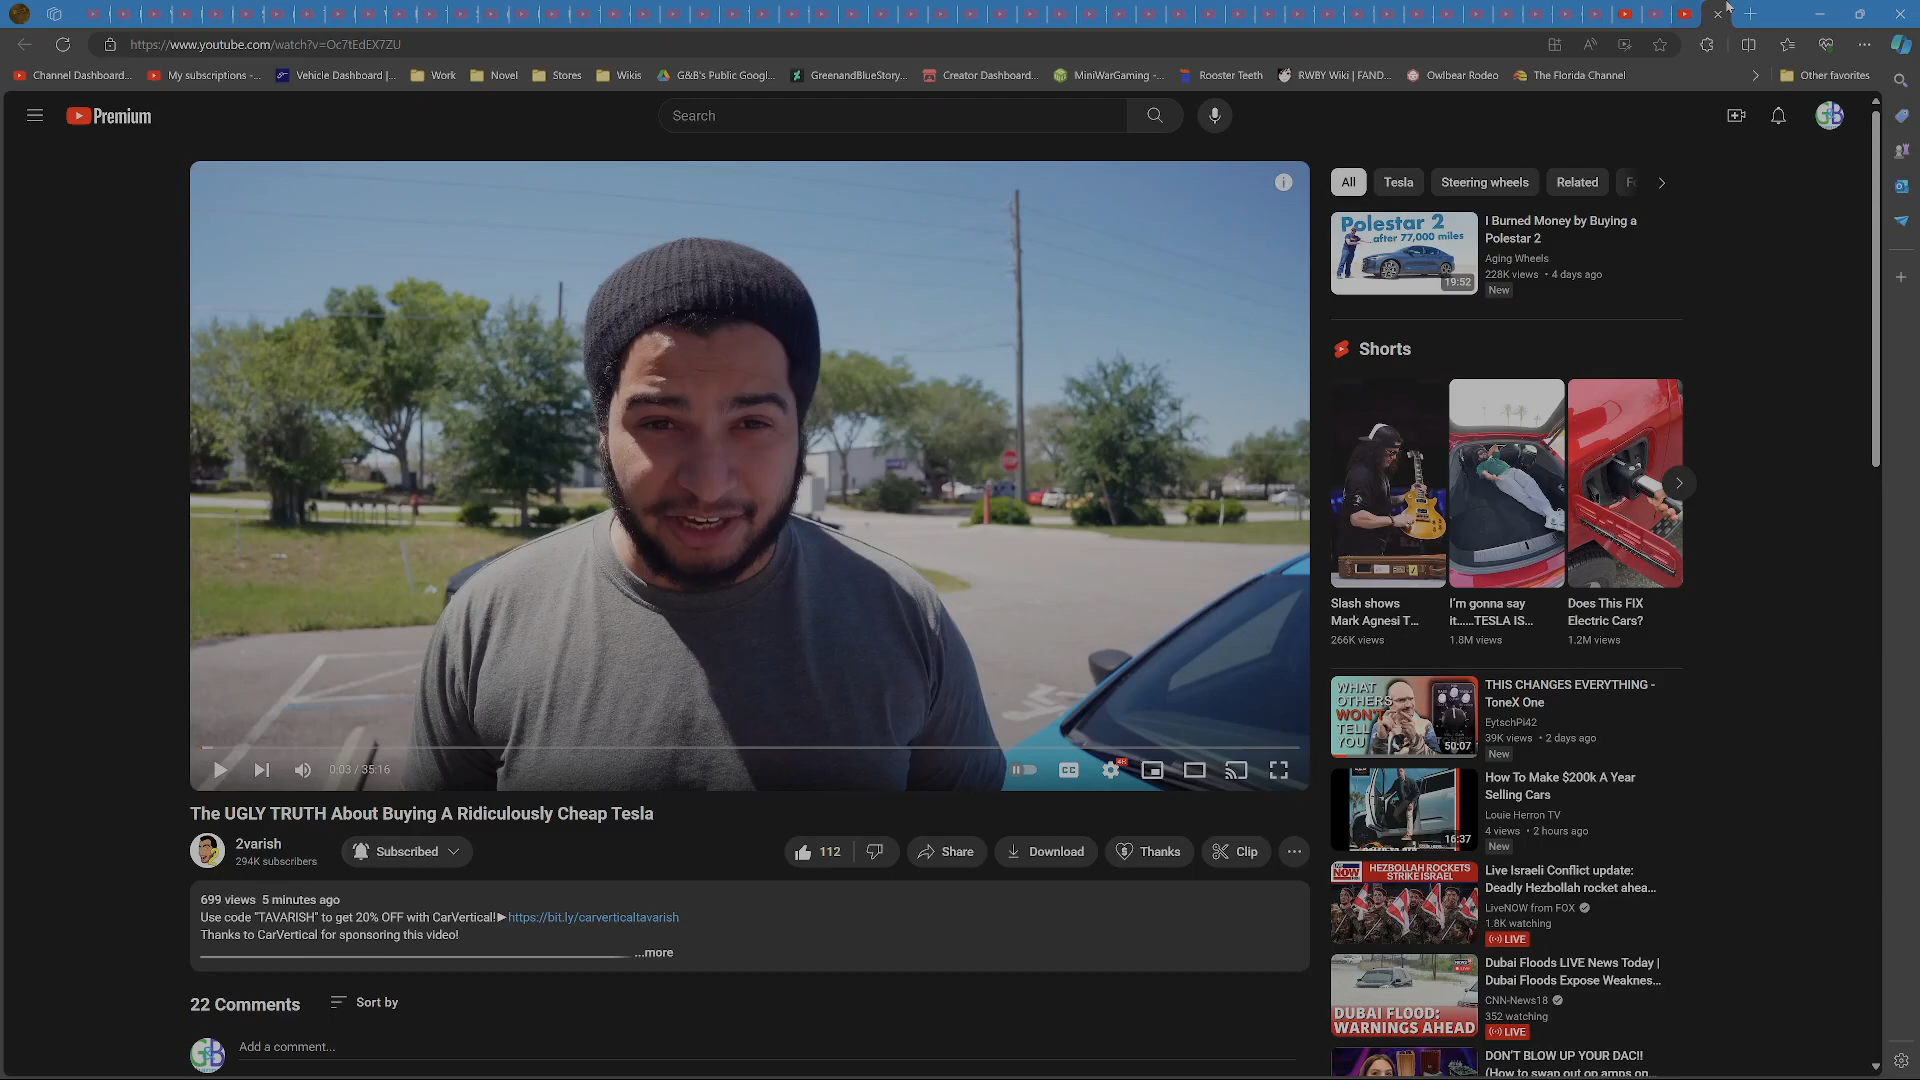 https://www.youtube.com/watch?v=Oc7tEdEX7ZU
Channel Dashboard...
My subscriptions -...
Vehicle Dashboard |...
Work
Novel
Stores
Wikis
G&B's Public Googl...
GreenandBlueStory...
Creator Dashboard...
MiniWarGaming -...
Rooster Teeth
RWBY Wiki | FAND...
Owlbear Rodeo
The Florida Channel
Other favorites
Premium
Search
All
Tesla
Steering wheels
Related
Polestar 2
after 77,000 miles
19:52
I Burned Money by Buying a
Polestar 2
Aging Wheels
228K views • 4 days ago
New
Shorts
Slash shows
Mark Agnesi T...
266K views
I'm gonna say
it......TESLA IS...
1.8M views
Does This FIX
Electric Cars?
1.2M views
WHAT
OTHERS
WON'T
TELL
YOU
50:07
THIS CHANGES EVERYTHING -
ToneX One
EytschPi42
39K views • 2 days ago
New
16:37
How To Make $200k A Year
Selling Cars
Louie Herron TV
4 views • 2 hours ago
New
LIVE
NOW
HEZBOLLAH ROCKETS
STRIKE ISRAEL
Live Israeli Conflict update:
Deadly Hezbollah rocket ahea...
LiveNOW from FOX
1.8K watching
LIVE
DUBAI FLOOD:
WARNINGS AHEAD
Dubai Floods LIVE News Today |
Dubai Floods Expose Weaknes...
CNN-News18
352 watching
LIVE
DON'T BLOW UP YOUR DAC!!
(How to swap out op amps on
0:03 / 35:16
CC
4K
The UGLY TRUTH About Buying A Ridiculously Cheap Tesla
2varish
294K subscribers
Subscribed
112
Share
Download
Thanks
Clip
699 views 5 minutes ago
Use code "TAVARISH" to get 20% OFF with CarVertical!▶https://bit.ly/carverticaltavarish
Thanks to CarVertical for sponsoring this video!
...more
22 Comments
Sort by
Add a comment...